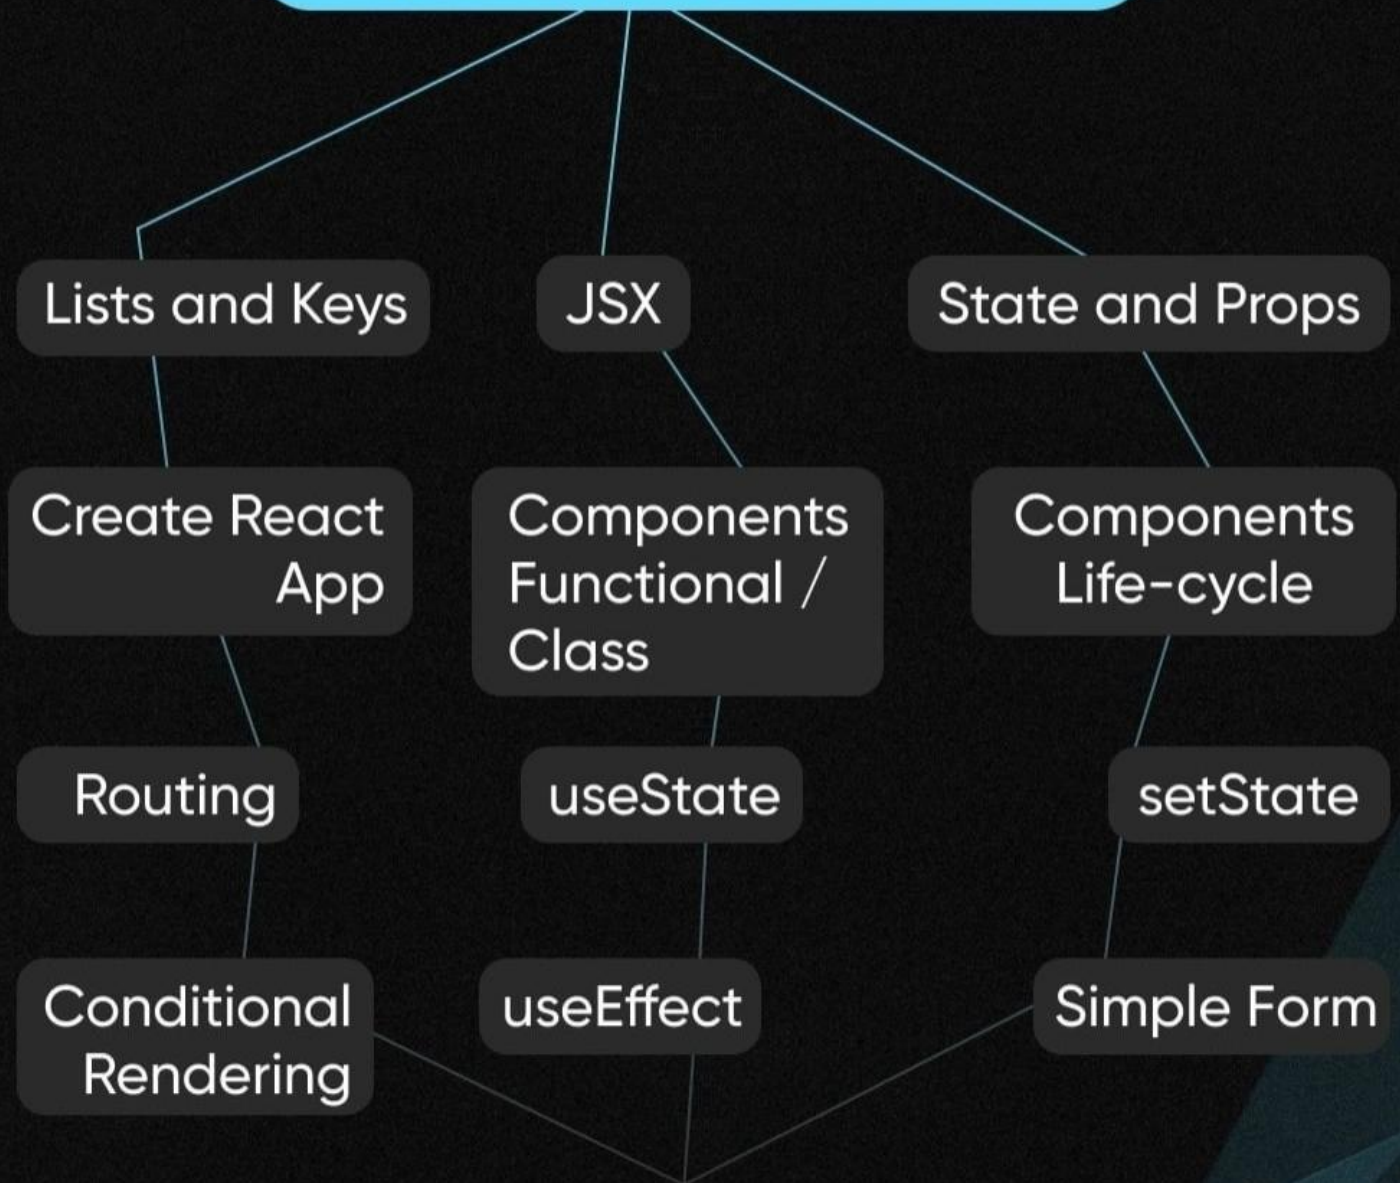 Lists and Keys
JSX
State and Props
Create React
App
Components
Functional /
Class
Components
Life-cycle
Routing
useState
setState
Conditional
Rendering
useEffect
Simple Form